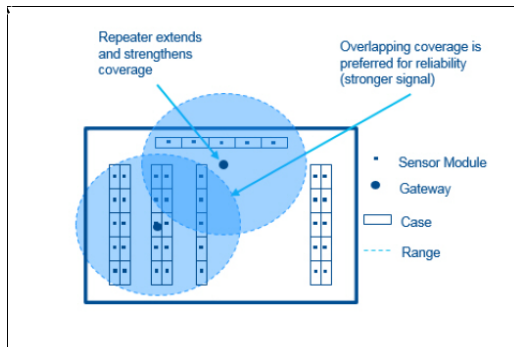 Repeater extends
and strengthens
coverage
Overlapping coverage is
preferred for reliability
(stronger signal)
Sensor Module
Gateway
Case
Range